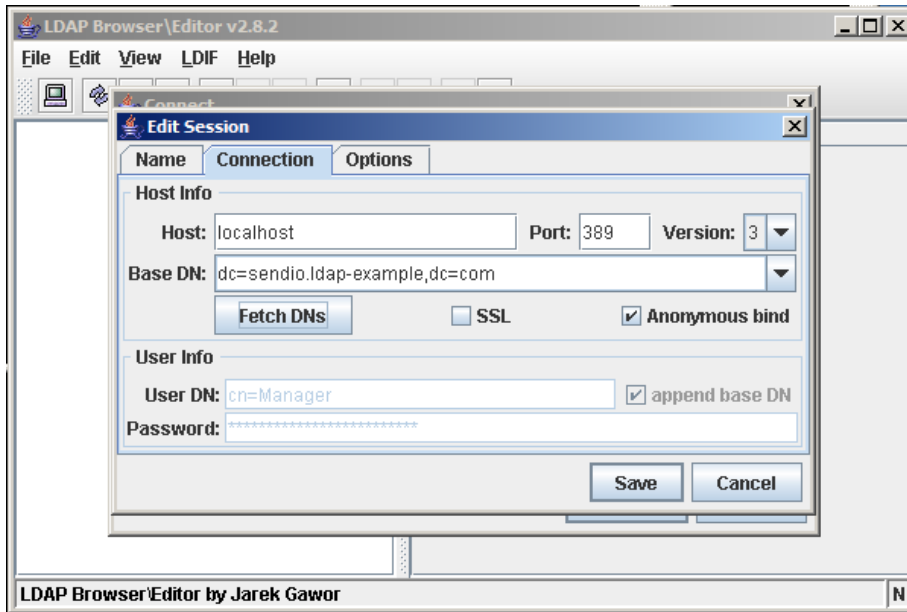 LDAP Browser\Editor v2.8.2
File Edit View LDIF Help
Connect
Edit Session
Name Connection Options
Host Info
Host: localhost Port: 389 Version: 3
Base DN: dc=sendio.ldap-example,dc=com
Fetch DNs SSL Anonymous bind
User Info
User DN: cn=Manager append base DN
Password: *************************
Save Cancel
LDAP Browser\Editor by Jarek Gawor N